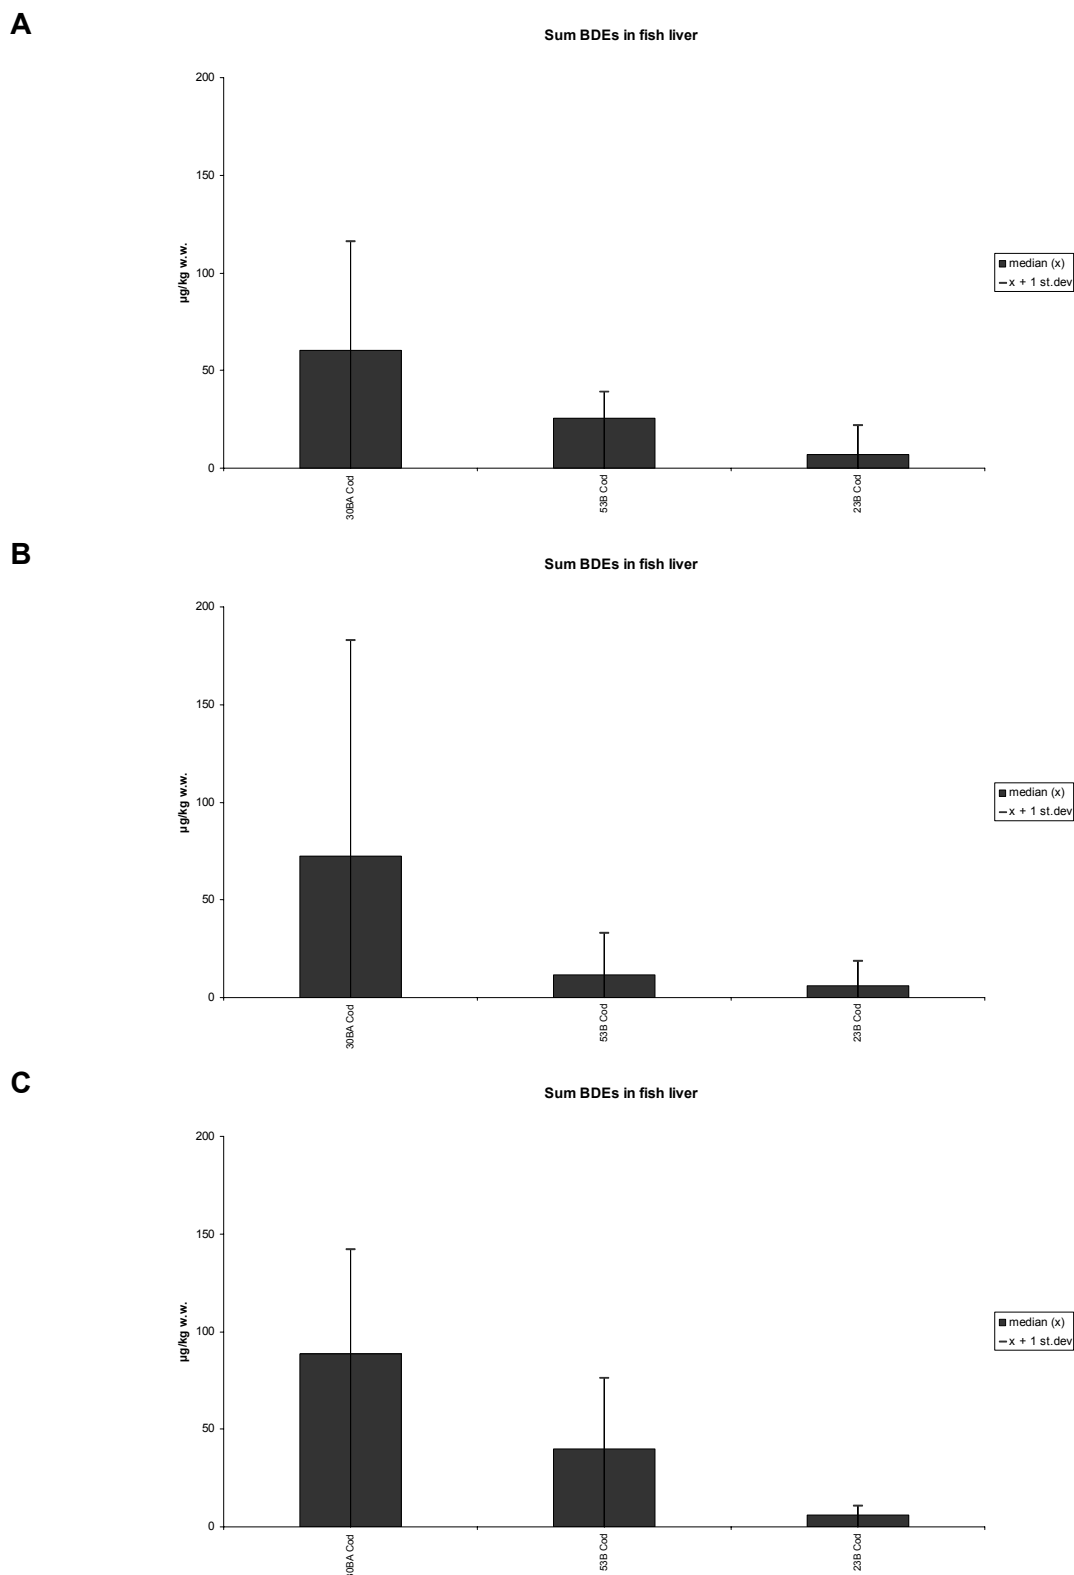 A
Sum BDEs in fish liver
200
150
100
50
0
µg/kg w.w.
30BA Cod
53B Cod
23B Cod
median (x)
x + 1 st.dev
B
Sum BDEs in fish liver
200
150
100
50
0
µg/kg w.w.
30BA Cod
53B Cod
23B Cod
median (x)
x + 1 st.dev
C
Sum BDEs in fish liver
200
150
100
50
0
µg/kg w.w.
30BA Cod
53B Cod
23B Cod
median (x)
x + 1 st.dev